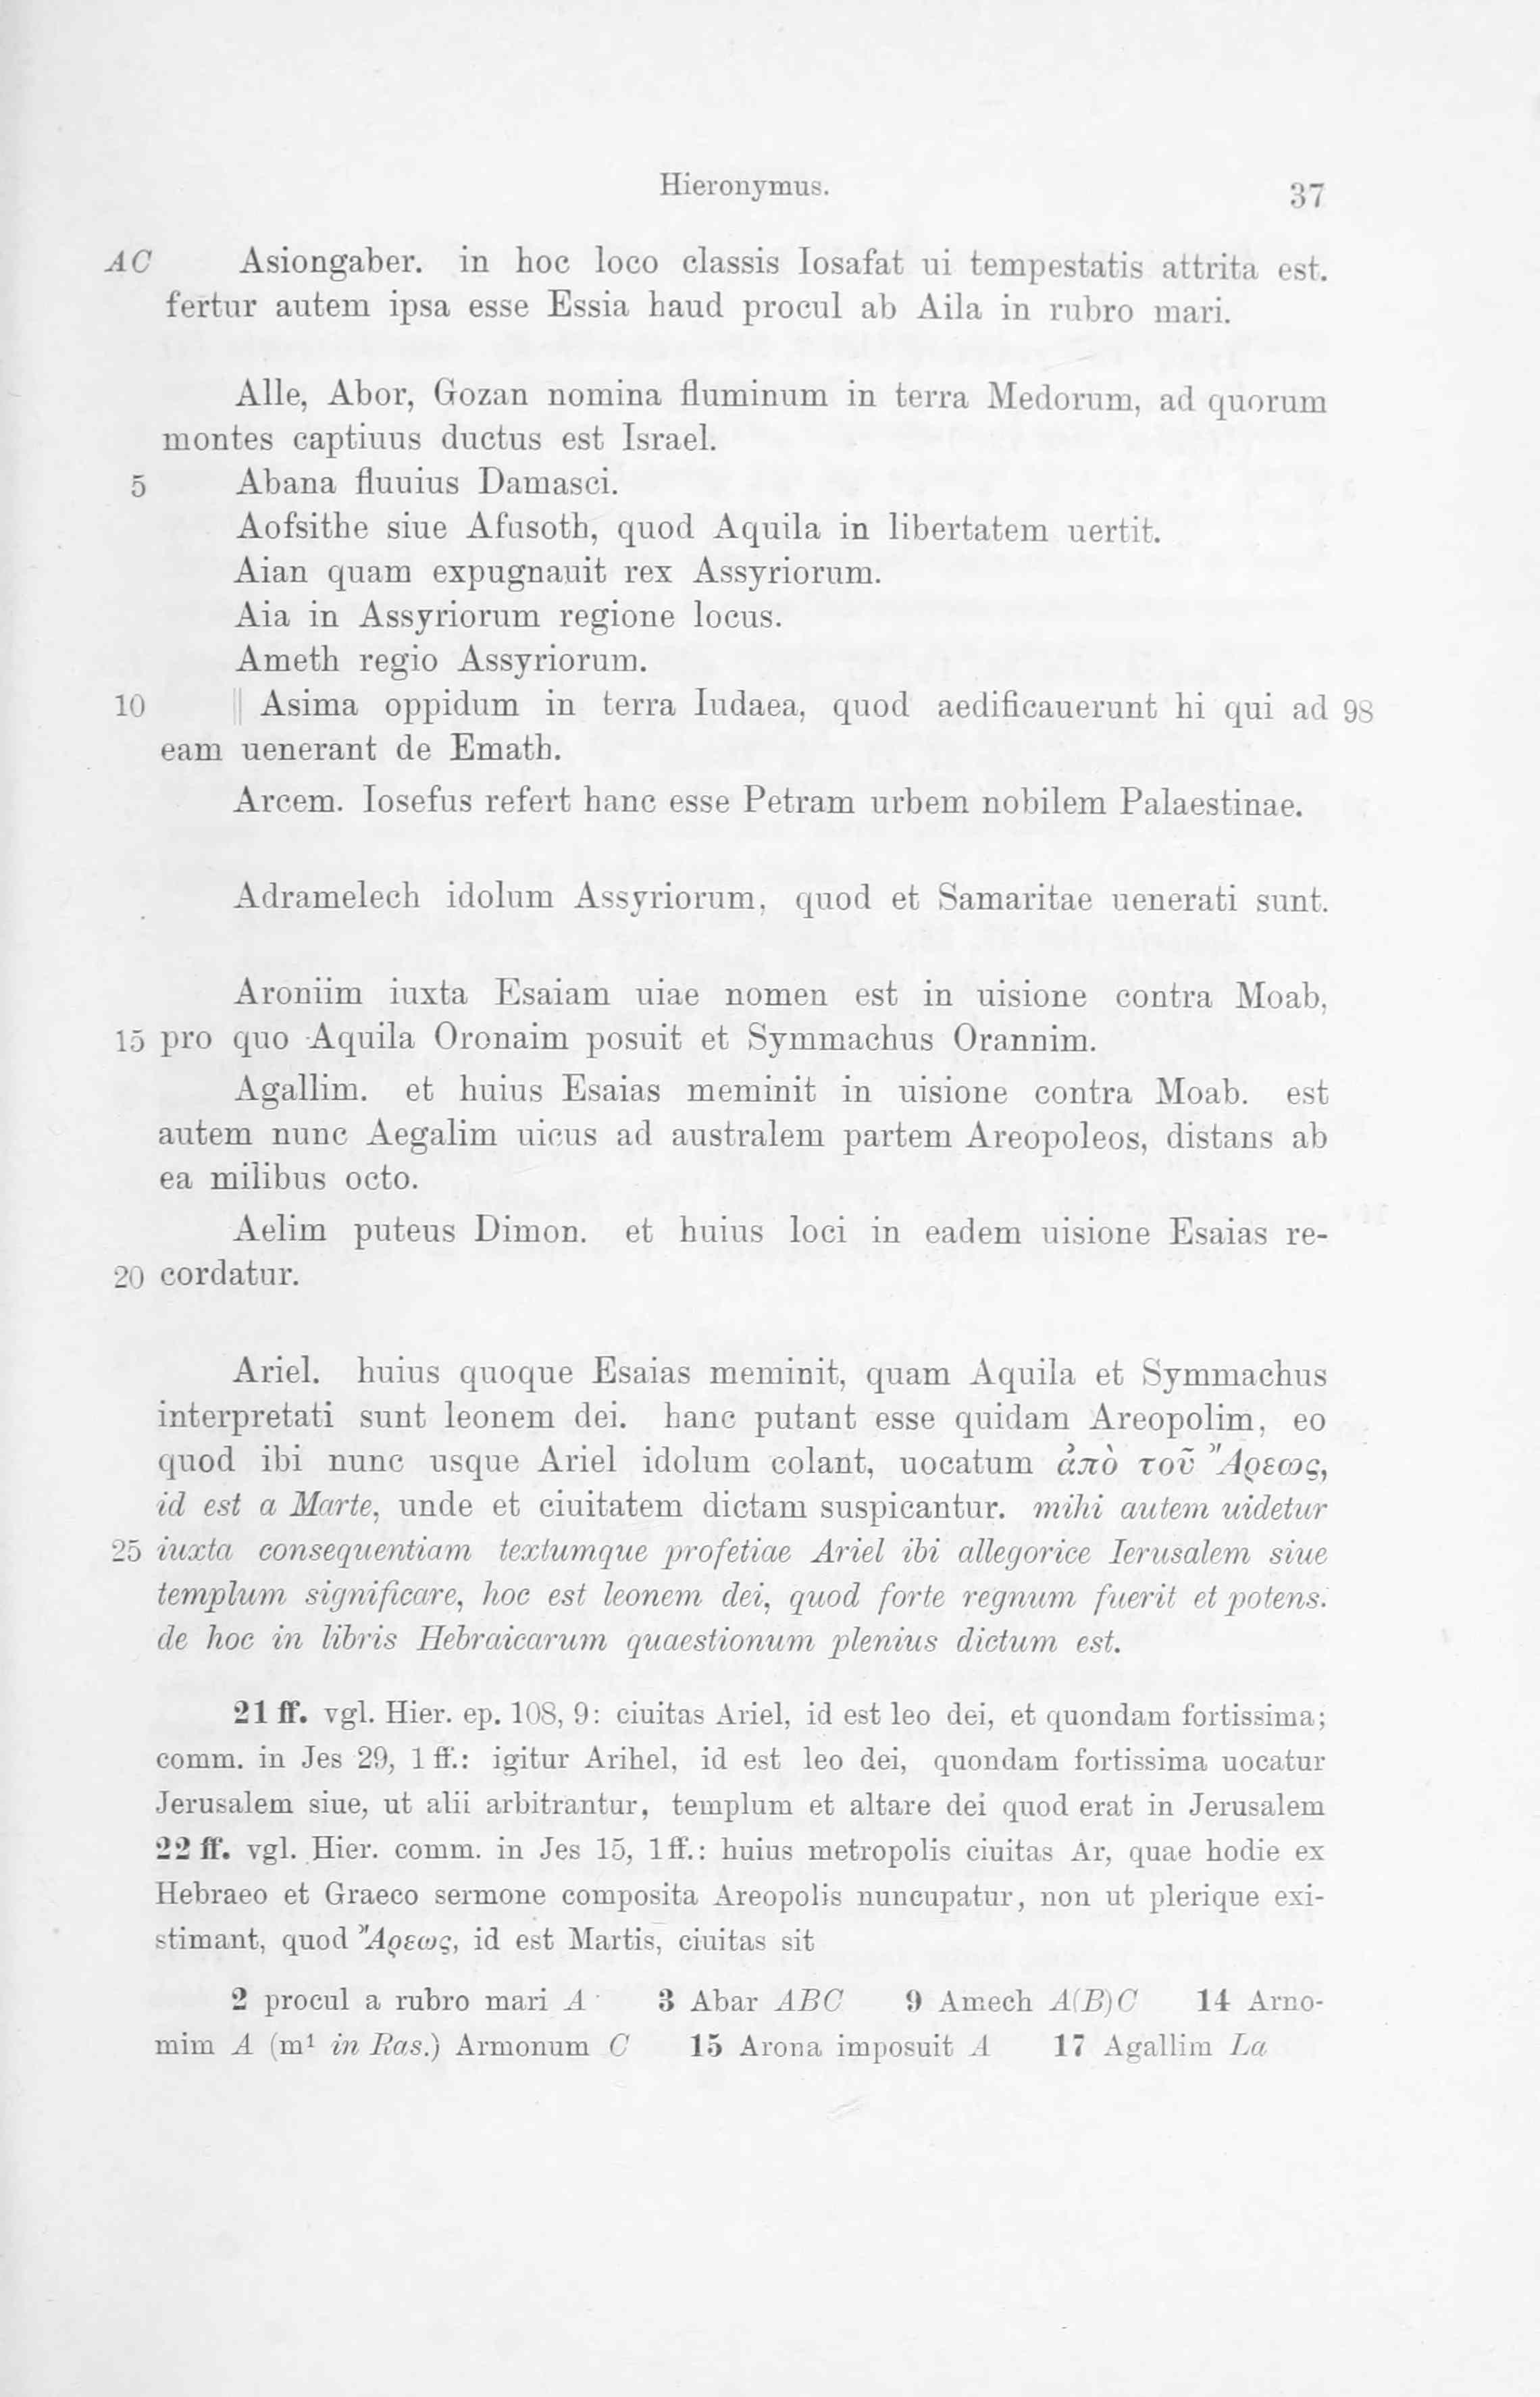 Hieronymus. 37
AC Asiongaber. in hoc loco classis Iosafat ui tempestatis attrita est.
fertur autem ipsa esse Essia haud procul ab Aila in rubro mari.
Alle, Abor, Gozan nomina fluminum in terra Medorum, ad quorum
montes captiuus ductus est Israel.
5 Abana fluuius Damasci.
Aofsithe siue Afusoth, quod Aquila in libertatem uertit.
Aian quam expugnauit rex Assyriorum.
Aia in Assyriorum regione locus.
Ameth regio Assyriorum.
10 || Asima oppidum in terra Iudaea, quod aedificauerunt hi qui ad 98
eam uenerant de Emath.
Arcem. Iosefus refert hanc esse Petram urbem nobilem Palaestinae.
Adramelech idolum Assyriorum, quod et Samaritae uenerati sunt.
Aroniim iuxta Esaiam uiae nomen est in uisione contra Moab,
15 pro quo Aquila Oronaim posuit et Symmachus Orannim.
Agallim. et huius Esaias meminit in uisione contra Moab. est
autem nunc Aegalim uicus ad australem partem Areopoleos, distans ab
ea milibus octo.
Aelim puteus Dimon. et huius loci in eadem uisione Esaias re-
20 cordatur.
Ariel. huius quoque Esaias meminit, quam Aquila et Symmachus
interpretati sunt leonem dei. hanc putant esse quidam Areopolim, eo
quod ibi nunc usque Ariel idolum colant, uocatum ἀπὸ τοῦ Ἄρεως,
id est a Marte, unde et ciuitatem dictam suspicantur. mihi autem uidetur
25 iuxta consequentiam textumque profetiae Ariel ibi allegorice Ierusalem siue
templum significare, hoc est leonem dei, quod forte regnum fuerit et potens.
de hoc in libris Hebraicarum quaestionum plenius dictum est.
21 ff. vgl. Hier. ep. 108, 9: ciuitas Ariel, id est leo dei, et quondam fortissima;
comm. in Jes 29, 1 ff.: igitur Arihel, id est leo dei, quondam fortissima uocatur
Jerusalem siue, ut alii arbitrantur, templum et altare dei quod erat in Jerusalem
22 ff. vgl. Hier. comm. in Jes 15, 1 ff.: huius metropolis ciuitas Ar, quae hodie ex
Hebraeo et Graeco sermone composita Areopolis nuncupatur, non ut plerique exi-
stimant, quod Ἄρεως, id est Martis, ciuitas sit
2 procul a rubro mari A 3 Abar ABC 9 Amech A(B)C 14 Arno-
mim A (m¹ in Ras.) Armonum C 15 Arona imposuit A 17 Agallim La